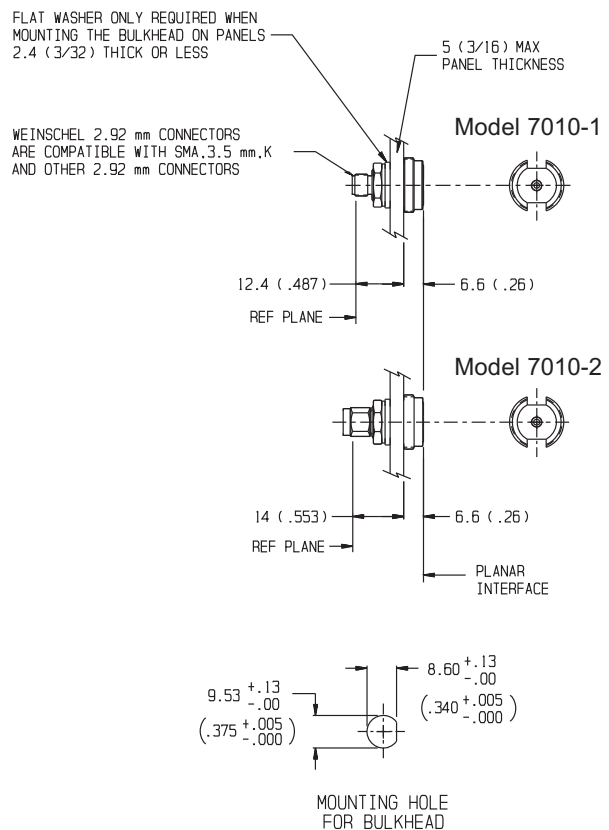 FLAT WASHER ONLY REQUIRED WHEN
MOUNTING THE BULKHEAD ON PANELS
2.4 (3/32) THICK OR LESS
5 (3/16) MAX
PANEL THICKNESS
Model 7010-1
WEINSCHEL 2.92 mm CONNECTORS
ARE COMPATIBLE WITH SMA,3.5 mm,K
AND OTHER 2.92 mm CONNECTORS
12.4 (.487)
6.6 (.26)
REF PLANE
Model 7010-2
14 (.553)
6.6 (.26)
REF PLANE
PLANAR
INTERFACE
8.60 +.13 -.00
(.340 +.005 -.000)
9.53 +.13 -.00
(.375 +.005 -.000)
MOUNTING HOLE
FOR BULKHEAD